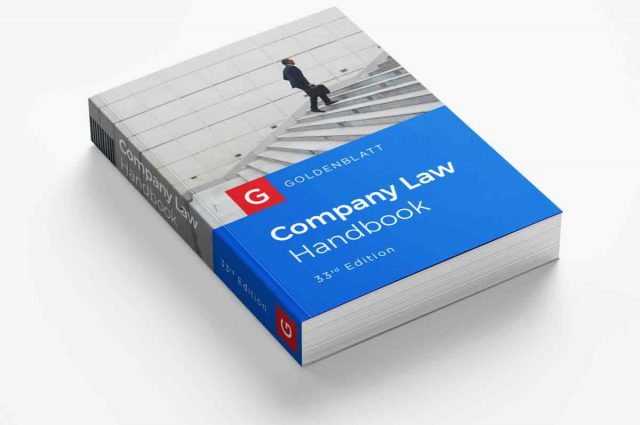 G
GOLDENBLATT
Company Law
Handbook
33rd Edition
Company Law
Handbook
33rd Edition
G